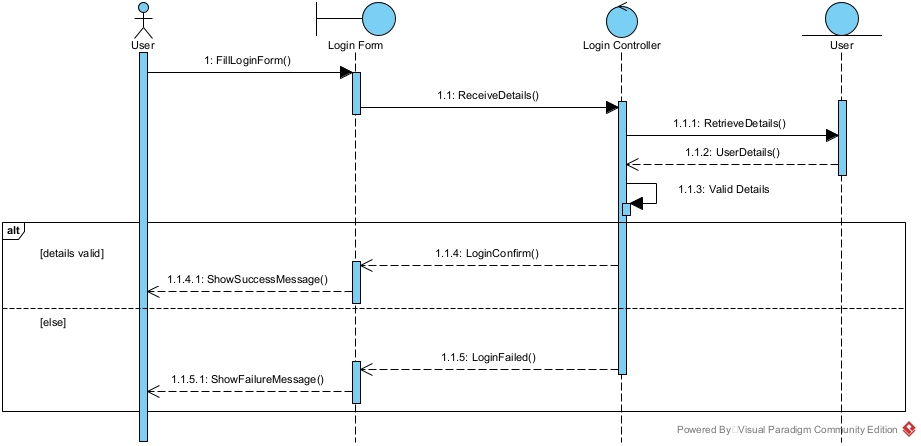 User
Login Form
Login Controller
User
1: FillLoginForm()
1.1: ReceiveDetails()
1.1.1: RetrieveDetails()
1.1.2: UserDetails()
1.1.3: Valid Details
alt
[details valid]
1.1.4: LoginConfirm()
1.1.4.1: ShowSuccessMessage()
[else]
1.1.5: LoginFailed()
1.1.5.1: ShowFailureMessage()
Powered By Visual Paradigm Community Edition